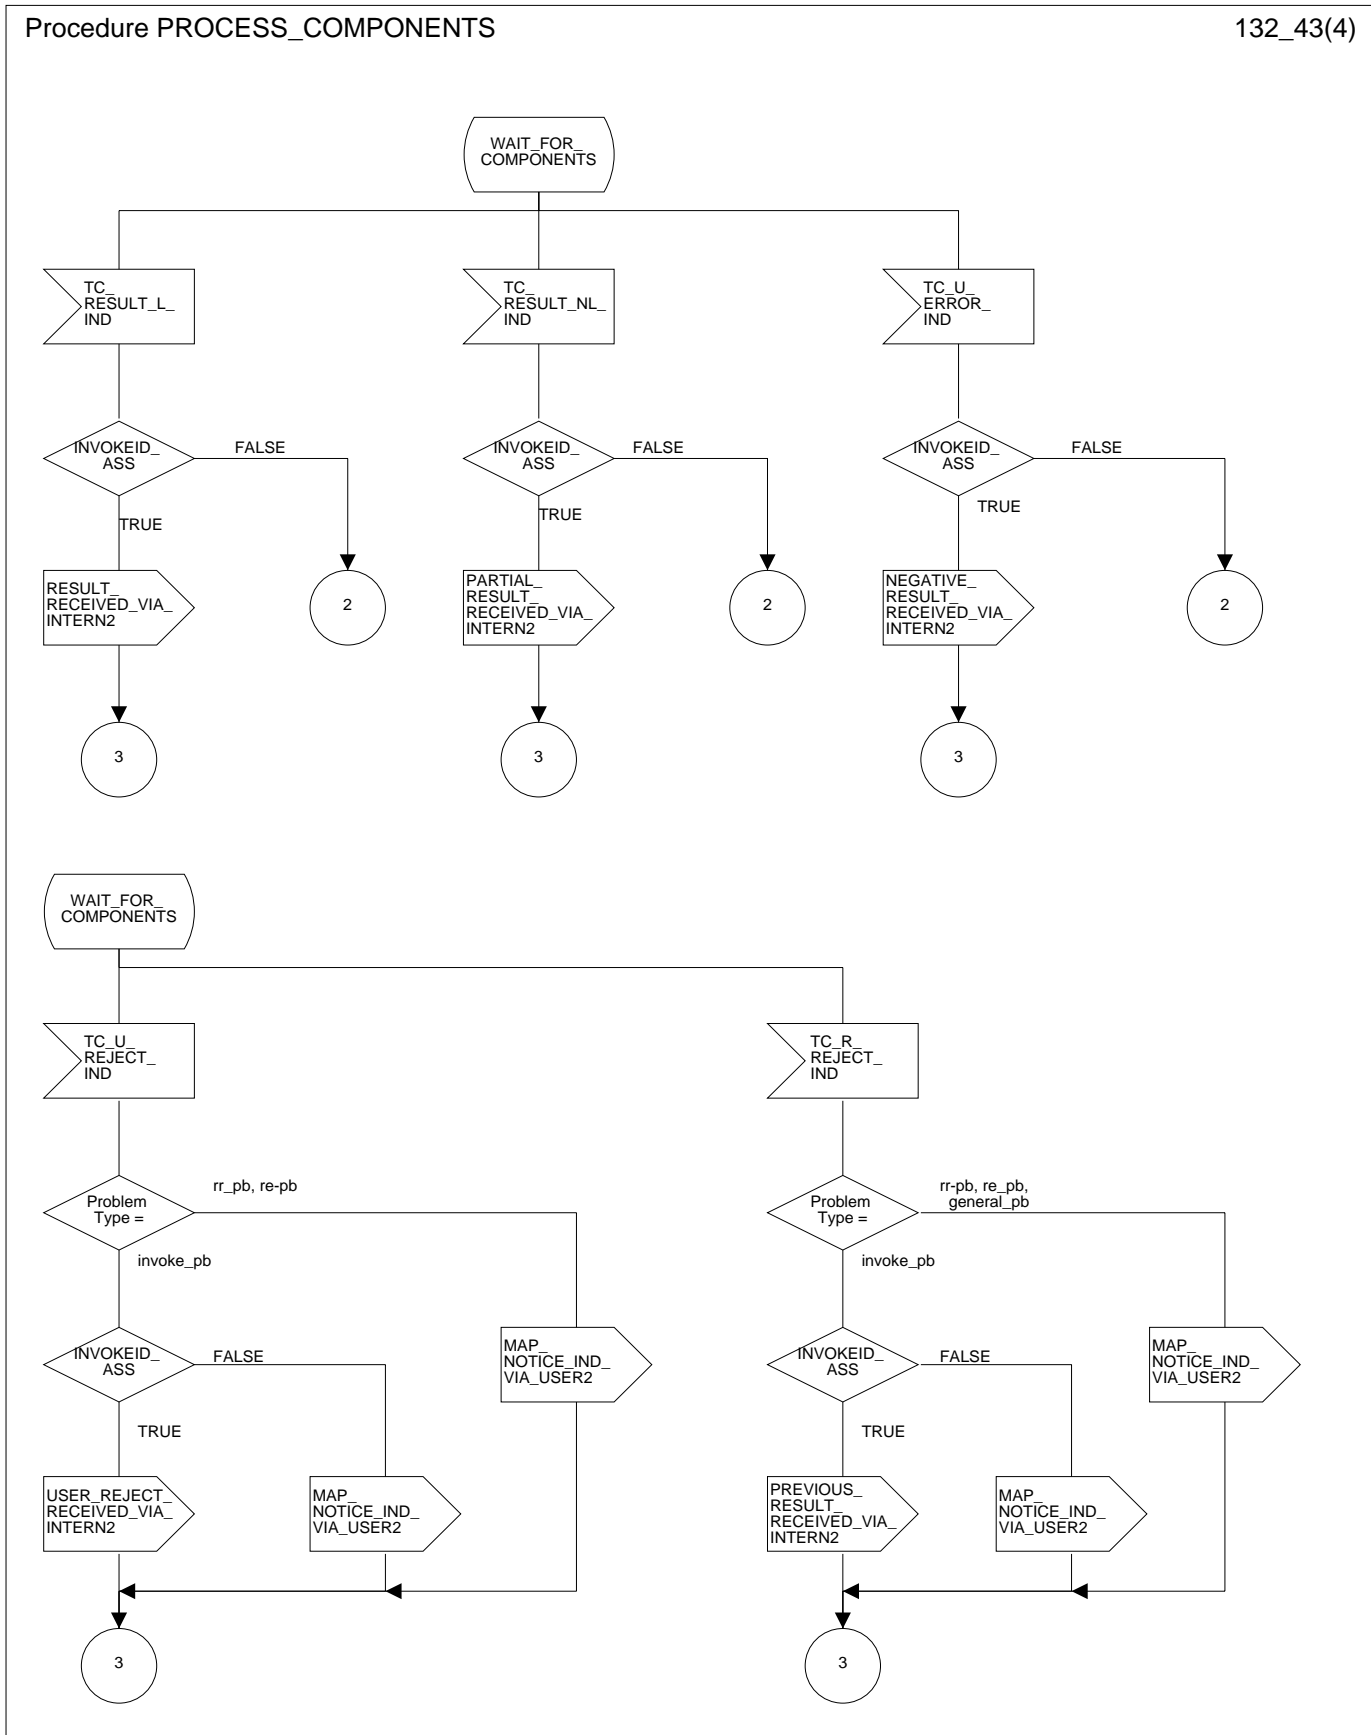 Procedure PROCESS_COMPONENTS
132_43(4)
WAIT_FOR_
COMPONENTS
TC_
RESULT_L_
IND
TC_
RESULT_NL_
IND
TC_U_
ERROR_
IND
INVOKEID_
ASS
FALSE
TRUE
INVOKEID_
ASS
FALSE
TRUE
INVOKEID_
ASS
FALSE
TRUE
RESULT_
RECEIVED_VIA_
INTERN2
2
PARTIAL_
RESULT_
RECEIVED_VIA_
INTERN2
2
NEGATIVE_
RESULT_
RECEIVED_VIA_
INTERN2
2
3
3
3
WAIT_FOR_
COMPONENTS
TC_U_
REJECT_
IND
TC_R_
REJECT_
IND
Problem
Type =
rr_pb, re-pb
invoke_pb
Problem
Type =
rr-pb, re_pb,
general_pb
invoke_pb
INVOKEID_
ASS
FALSE
TRUE
MAP_
NOTICE_IND_
VIA_USER2
INVOKEID_
ASS
FALSE
TRUE
MAP_
NOTICE_IND_
VIA_USER2
USER_REJECT_
RECEIVED_VIA_
INTERN2
MAP_
NOTICE_IND_
VIA_USER2
PREVIOUS_
RESULT_
RECEIVED_VIA_
INTERN2
MAP_
NOTICE_IND_
VIA_USER2
3
3